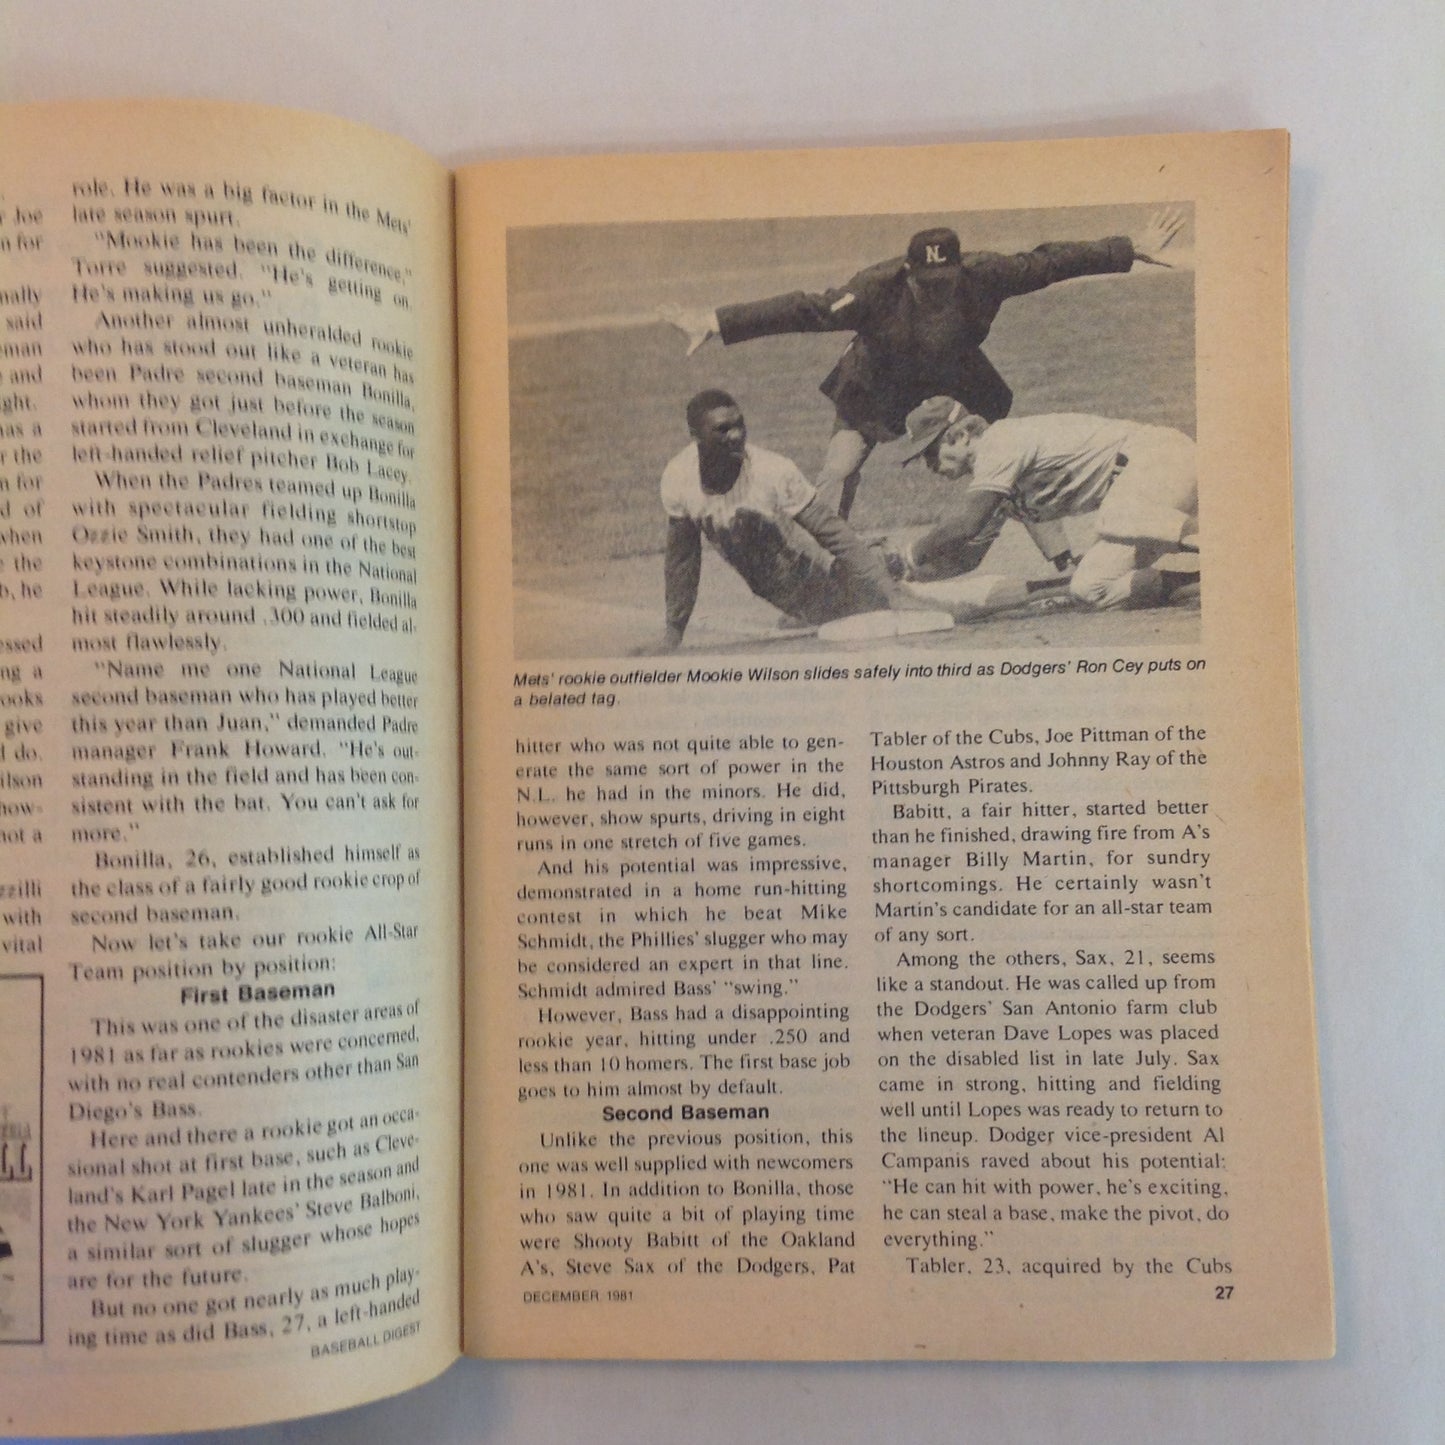 r Joe
n for
nally
said
eman
and
ght.
has a
r the
n for
d of
when
the
b, he
essed
ng a
ooks
give
d do.
ilson
how-
not a
zzilli
with
vital
role. He was a big factor in the Mets'
late season spurt.
"Mookie has been the difference,"
Torre suggested. "He's getting on.
He's making us go."
Another almost unheralded rookie
who has stood out like a veteran has
been Padre second baseman Bonilla,
whom they got just before the season
started from Cleveland in exchange for
left-handed relief pitcher Bob Lacey.
When the Padres teamed up Bonilla
with spectacular fielding shortstop
Ozzie Smith, they had one of the best
keystone combinations in the National
League. While lacking power, Bonilla
hit steadily around .300 and fielded al-
most flawlessly.
"Name me one National League
second baseman who has played better
this year than Juan," demanded Padre
manager Frank Howard. "He's out-
standing in the field and has been con-
sistent with the bat. You can't ask for
more."
Bonilla, 26, established himself as
the class of a fairly good rookie crop of
second baseman.
Now let's take our rookie All-Star
Team position by position:
First Baseman
This was one of the disaster areas of
1981 as far as rookies were concerned,
with no real contenders other than San
Diego's Bass.
Here and there a rookie got an occa-
sional shot at first base, such as Cleve-
land's Karl Pagel late in the season and
the New York Yankees' Steve Balboni,
a similar sort of slugger whose hopes
are for the future.
But no one got nearly as much play-
ing time as did Bass, 27, a left-handed
BASEBALL DIGEST
NL
Mets' rookie outfielder Mookie Wilson slides safely into third as Dodgers' Ron Cey puts on
a belated tag.
hitter who was not quite able to gen-
erate the same sort of power in the
N.L. he had in the minors. He did,
however, show spurts, driving in eight
runs in one stretch of five games.
And his potential was impressive,
demonstrated in a home run-hitting
contest in which he beat Mike
Schmidt, the Phillies' slugger who may
be considered an expert in that line.
Schmidt admired Bass' "swing."
However, Bass had a disappointing
rookie year, hitting under .250 and
less than 10 homers. The first base job
goes to him almost by default.
Second Baseman
Unlike the previous position, this
one was well supplied with newcomers
in 1981. In addition to Bonilla, those
who saw quite a bit of playing time
were Shooty Babitt of the Oakland
A's, Steve Sax of the Dodgers, Pat
Tabler of the Cubs, Joe Pittman of the
Houston Astros and Johnny Ray of the
Pittsburgh Pirates.
Babitt, a fair hitter, started better
than he finished, drawing fire from A's
manager Billy Martin, for sundry
shortcomings. He certainly wasn't
Martin's candidate for an all-star team
of any sort.
Among the others, Sax, 21, seems
like a standout. He was called up from
the Dodgers' San Antonio farm club
when veteran Dave Lopes was placed
on the disabled list in late July. Sax
came in strong, hitting and fielding
well until Lopes was ready to return to
the lineup. Dodger vice-president Al
Campanis raved about his potential:
"He can hit with power, he's exciting,
he can steal a base, make the pivot, do
everything."
Tabler, 23, acquired by the Cubs
DECEMBER, 1981
27